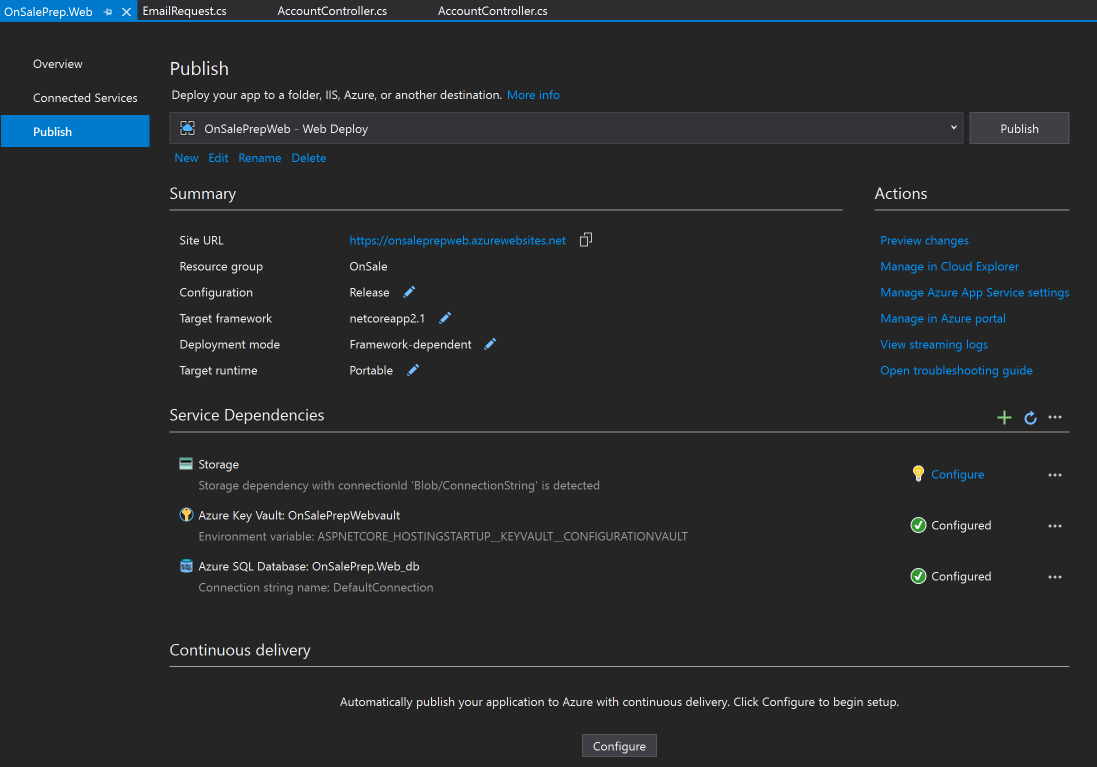 OnSalePrep.Web EmailRequest.cs AccountController.cs AccountController.cs
Overview
Connected Services
Publish
Publish
Deploy your app to a folder, IIS, Azure, or another destination. More info
OnSalePrepWeb - Web Deploy Publish
New Edit Rename Delete
Summary
Site URL https://onsaleprepweb.azurewebsites.net
Resource group OnSale
Configuration Release
Target framework netcoreapp2.1
Deployment mode Framework-dependent
Target runtime Portable
Actions
Preview changes
Manage in Cloud Explorer
Manage Azure App Service settings
Manage in Azure portal
View streaming logs
Open troubleshooting guide
Service Dependencies
Storage
Storage dependency with connectionId 'Blob/ConnectionString' is detected
Configure
Azure Key Vault: OnSalePrepWebvault
Environment variable: ASPNETCORE_HOSTINGSTARTUP__KEYVAULT__CONFIGURATIONVAULT
Configured
SQL
Azure SQL Database: OnSalePrep.Web_db
Connection string name: DefaultConnection
Configured
Continuous delivery
Automatically publish your application to Azure with continuous delivery. Click Configure to begin setup.
Configure